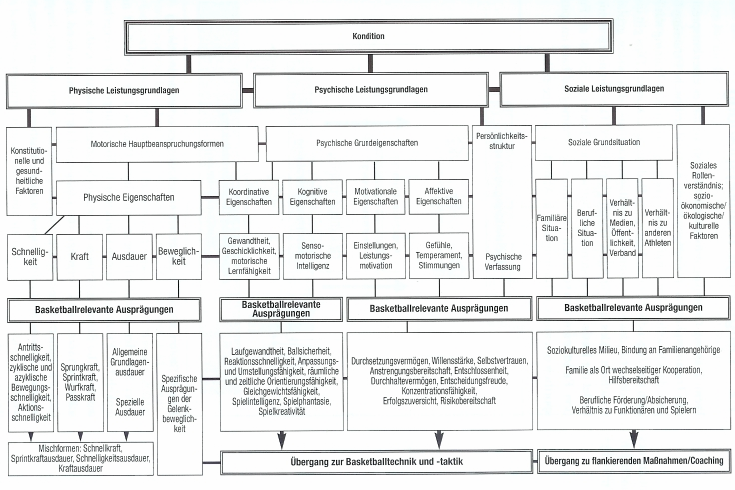 Kondition
Physische Leistungsgrundlagen
Psychische Leistungsgrundlagen
Soziale Leistungsgrundlagen
Konstitutio-
nelle und
gesund-
heitliche
Faktoren
Motorische Hauptbeanspruchungsformen
Psychische Grundeigenschaften
Persönlichkeits-
struktur
Soziale Grundsituation
Soziales
Rollen-
verständnis;
sozio-
ökonomische/
ökologische/
kulturelle
Faktoren
Physische Eigenschaften
Koordinative
Eigenschaften
Kognitive
Eigenschaften
Motivationale
Eigenschaften
Affektive
Eigenschaften
Familiäre
Situa-
tion
Beruf-
liche
Situation
Verhält-
nis zu
Medien,
Öffent-
lichkeit,
Verband
Verhält-
nis zu
anderen
Athleten
Schnellig-
keit
Kraft
Ausdauer
Beweglich-
keit
Gewandtheit,
Geschicklichkeit,
motorische
Lernfähigkeit
Senso-
motorische
Intelligenz
Einstellungen,
Leistungs-
motivation
Gefühle,
Temperament,
Stimmungen
Psychische
Verfassung
Basketballrelevante Ausprägungen
Basketballrelevante
Ausprägungen
Basketballrelevante Ausprägungen
Basketballrelevante Ausprägungen
Antritts-
schnelligkeit,
zyklische und
azyklische
Bewegungs-
schnelligkeit,
Aktions-
schnelligkeit
Sprungkraft,
Sprintkraft,
Wurfkraft,
Passkraft
Allgemeine
Grundlagen-
ausdauer
Spezielle
Ausdauer
Spezifische
Ausprägun-
gen der
Gelenk-
beweglich-
keit
Laufgewandtheit, Ballsicherheit,
Reaktionsschnelligkeit, Anpassungs-
und Umstellungsfähigkeit, räumliche
und zeitliche Orientierungsfähigkeit,
Gleichgewichtsfähigkeit,
Spielintelligenz, Spielphantasie,
Spielkreativität
Durchsetzungsvermögen, Willensstärke, Selbstvertrauen,
Anstrengungsbereitschaft, Entschlossenheit,
Durchhaltevermögen, Entscheidungsfreude,
Konzentrationsfähigkeit,
Erfolgszuversicht, Risikobereitschaft
Soziokulturelles Milieu, Bindung an Familienangehörige
Familie als Ort wechselseitiger Kooperation,
Hilfsbereitschaft
Berufliche Förderung/Absicherung,
Verhältnis zu Funktionären und Spielern
Mischformen: Schnellkraft,
Sprintkraftausdauer, Schnelligkeitsausdauer,
Kraftausdauer
Übergang zur Basketballtechnik und -taktik
Übergang zu flankierenden Maßnahmen/Coaching